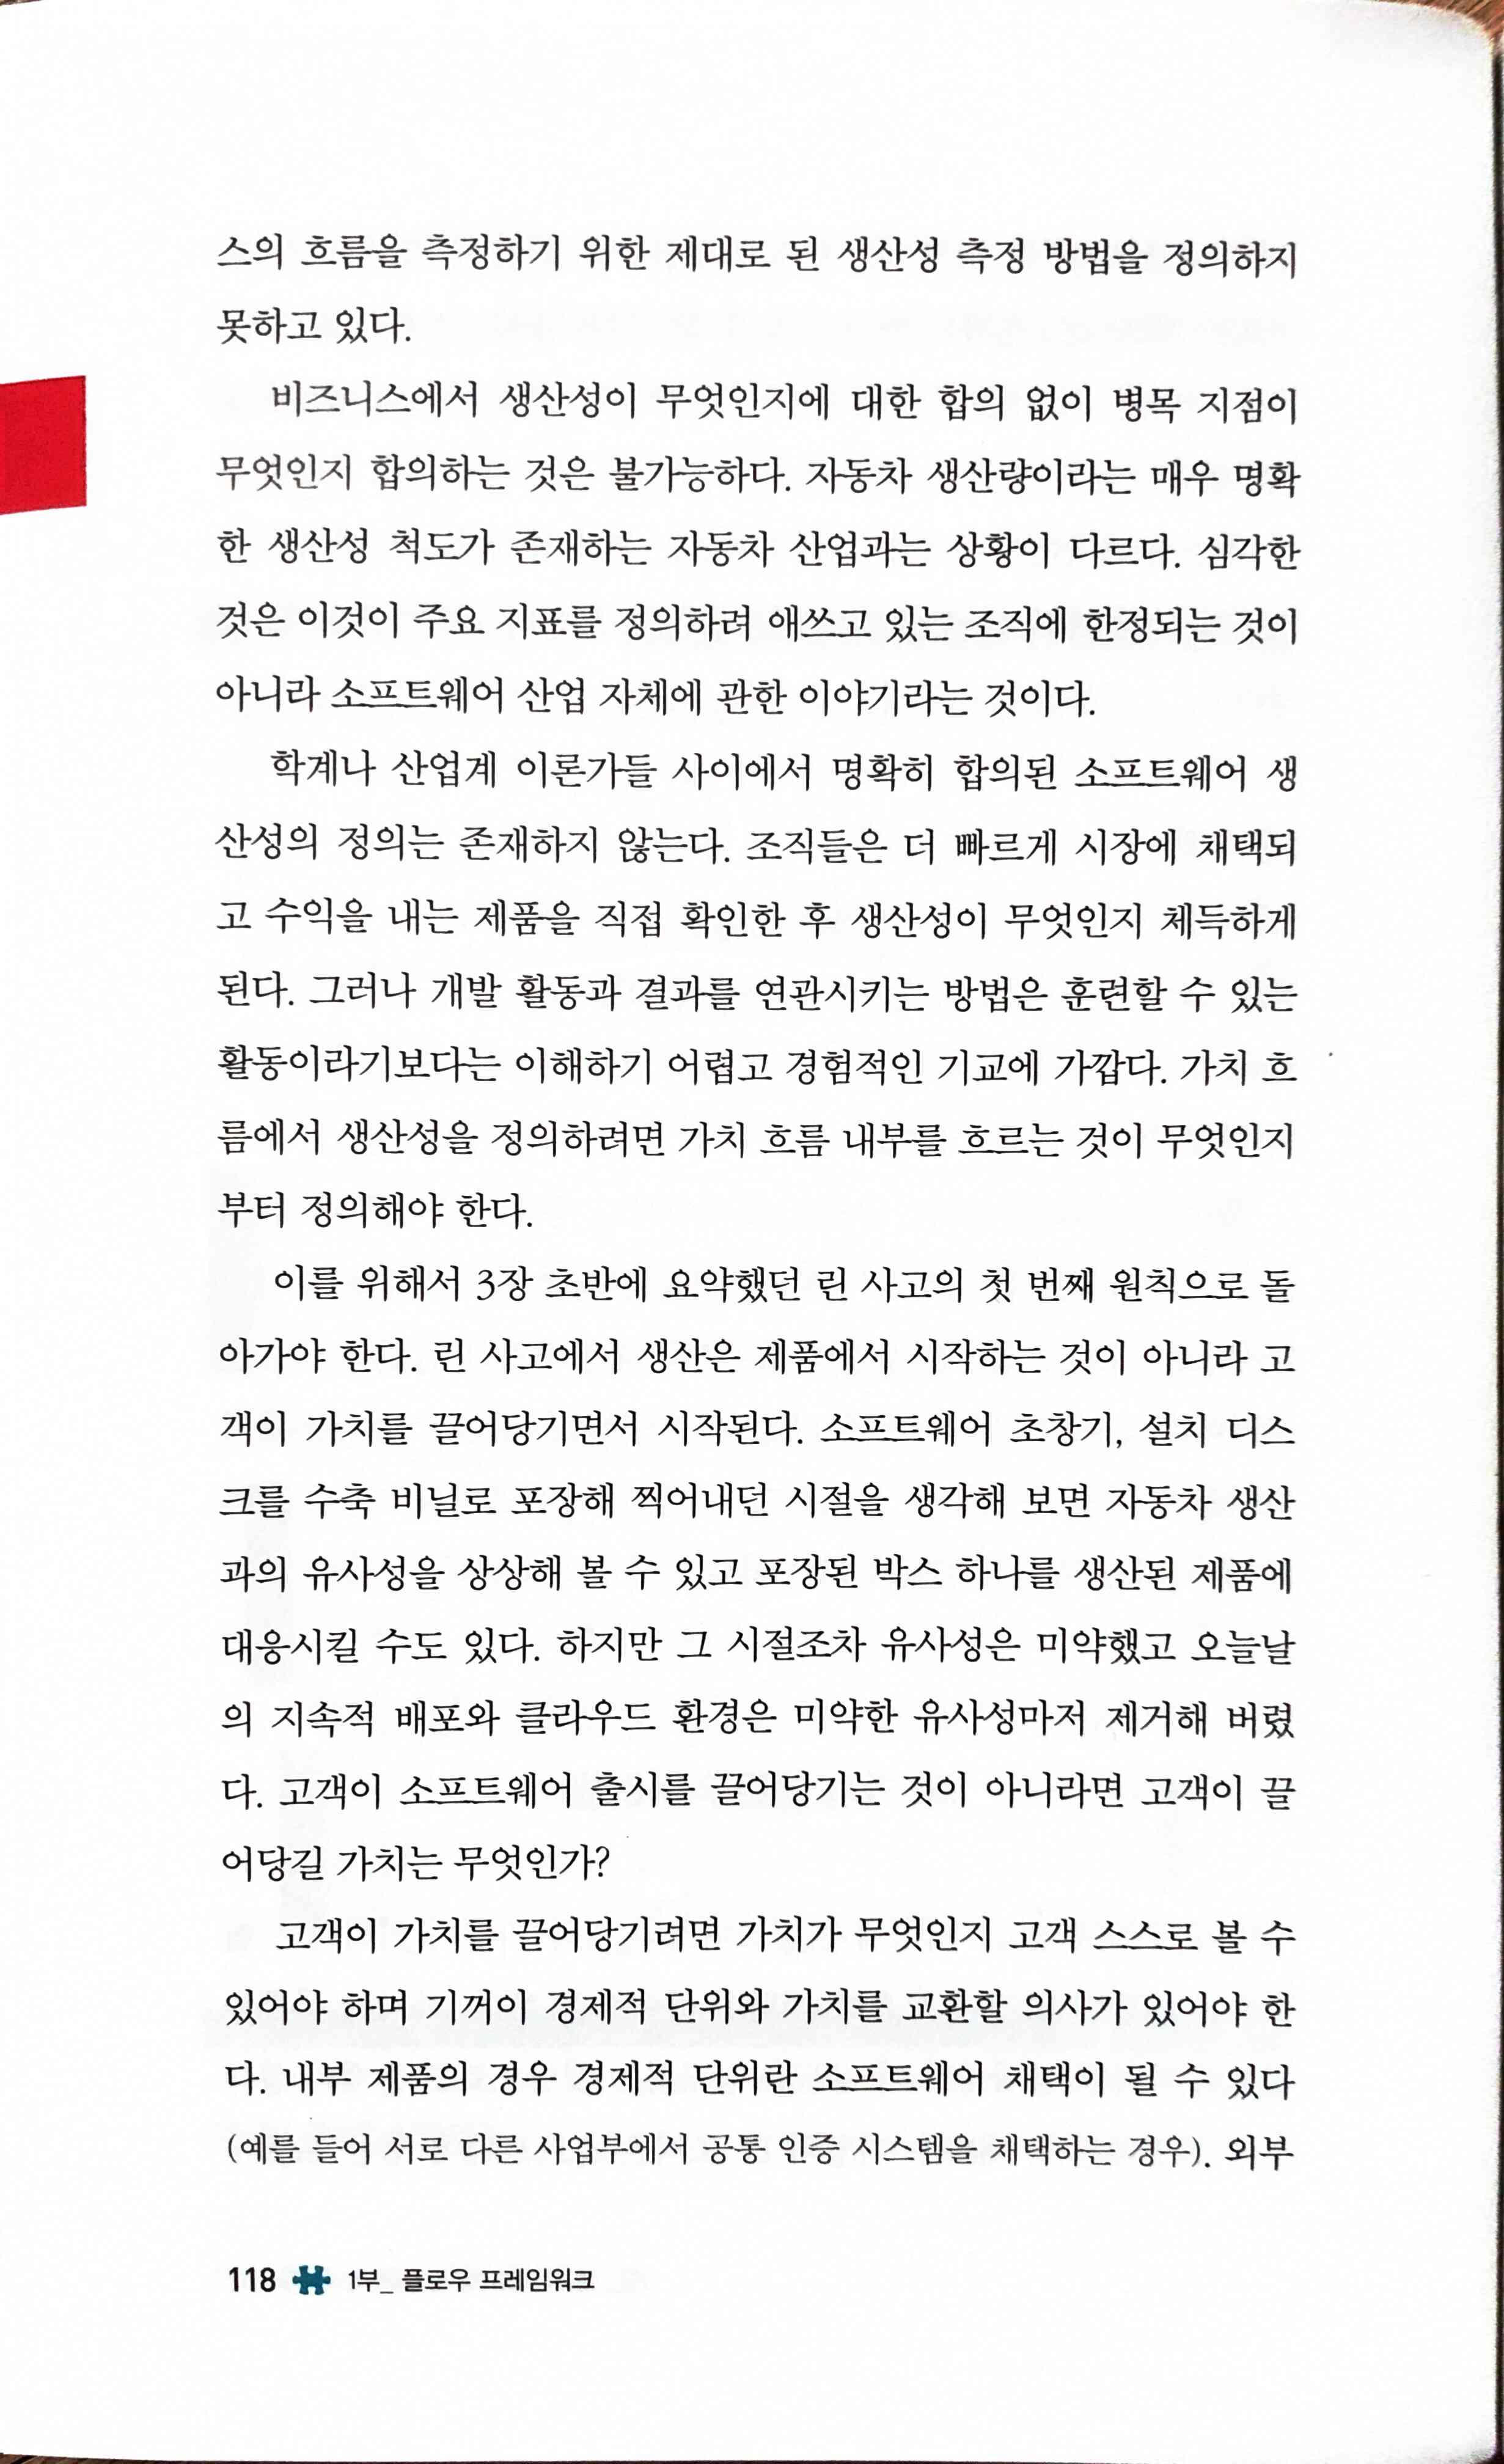 스의 흐름을 측정하기 위한 제대로 된 생산성 측정 방법을 정의하지
못하고 있다.
비즈니스에서 생산성이 무엇인지에 대한 합의 없이 병목 지점이
무엇인지 합의하는 것은 불가능하다. 자동차 생산량이라는 매우 명확
한 생산성 척도가 존재하는 자동차 산업과는 상황이 다르다. 심각한
것은 이것이 주요 지표를 정의하려 애쓰고 있는 조직에 한정되는 것이
아니라 소프트웨어 산업 자체에 관한 이야기라는 것이다.
학계나 산업계 이론가들 사이에서 명확히 합의된 소프트웨어 생
산성의 정의는 존재하지 않는다. 조직들은 더 빠르게 시장에 채택되
고 수익을 내는 제품을 직접 확인한 후 생산성이 무엇인지 체득하게
된다. 그러나 개발 활동과 결과를 연관시키는 방법은 훈련할 수 있는
활동이라기보다는 이해하기 어렵고 경험적인 기교에 가깝다. 가치 흐
름에서 생산성을 정의하려면 가치 흐름 내부를 흐르는 것이 무엇인지
부터 정의해야 한다.
이를 위해서 3장 초반에 요약했던 린 사고의 첫 번째 원칙으로 돌
아가야 한다. 린 사고에서 생산은 제품에서 시작하는 것이 아니라 고
객이 가치를 끌어당기면서 시작된다. 소프트웨어 초창기, 설치 디스
크를 수축 비닐로 포장해 찍어내던 시절을 생각해 보면 자동차 생산
과의 유사성을 상상해 볼 수 있고 포장된 박스 하나를 생산된 제품에
대응시킬 수도 있다. 하지만 그 시절조차 유사성은 미약했고 오늘날
의 지속적 배포와 클라우드 환경은 미약한 유사성마저 제거해 버렸
다. 고객이 소프트웨어 출시를 끌어당기는 것이 아니라면 고객이 끌
어당길 가치는 무엇인가?
고객이 가치를 끌어당기려면 가치가 무엇인지 고객 스스로 볼 수
있어야 하며 기꺼이 경제적 단위와 가치를 교환할 의사가 있어야 한
다. 내부 제품의 경우 경제적 단위란 소프트웨어 채택이 될 수 있다
(예를 들어 서로 다른 사업부에서 공통 인증 시스템을 채택하는 경우). 외부
118 1부_ 플로우 프레임워크